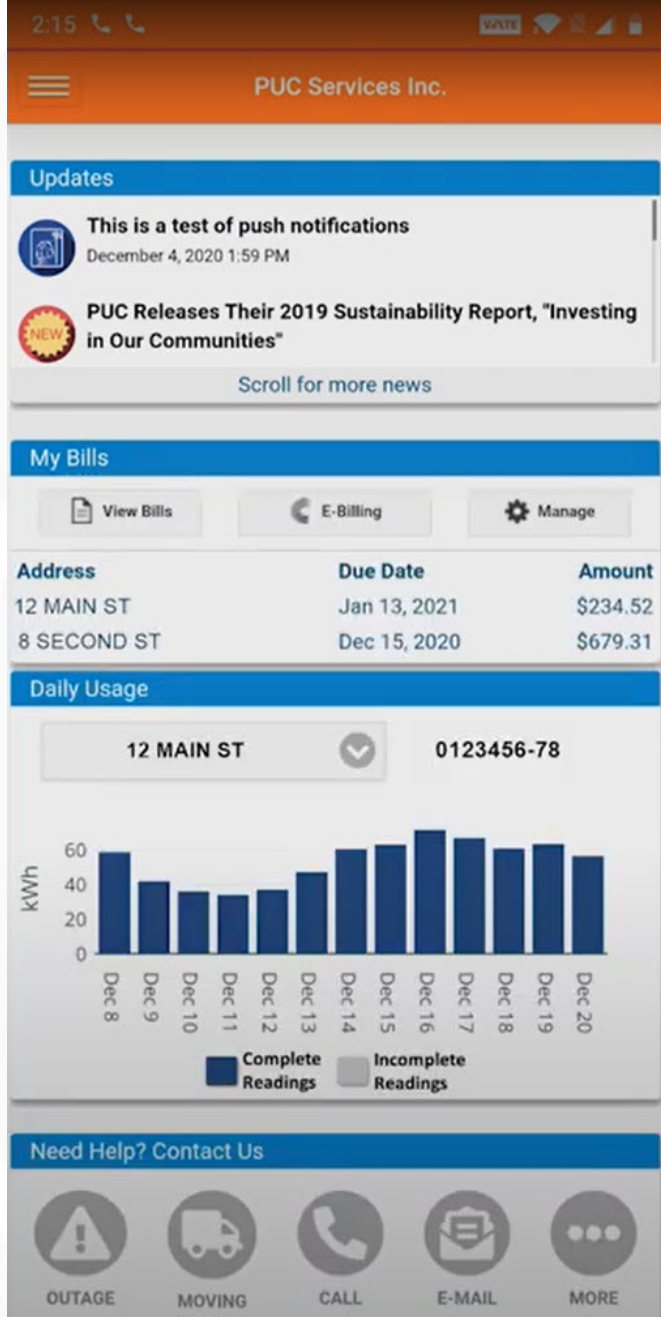 2:15
VoLTE
PUC Services Inc.
Updates
This is a test of push notifications
December 4, 2020 1:59 PM
NEW
PUC Releases Their 2019 Sustainability Report, "Investing
in Our Communities"
Scroll for more news
My Bills
View Bills E-Billing Manage
Address Due Date Amount
12 MAIN ST Jan 13, 2021 $234.52
8 SECOND ST Dec 15, 2020 $679.31
Daily Usage
12 MAIN ST 0123456-78
kWh
60
40
20
0
Dec 8 Dec 9 Dec 10 Dec 11 Dec 12 Dec 13 Dec 14 Dec 15 Dec 16 Dec 17 Dec 18 Dec 19 Dec 20
Complete Incomplete
Readings Readings
Need Help? Contact Us
OUTAGE MOVING CALL E-MAIL MORE